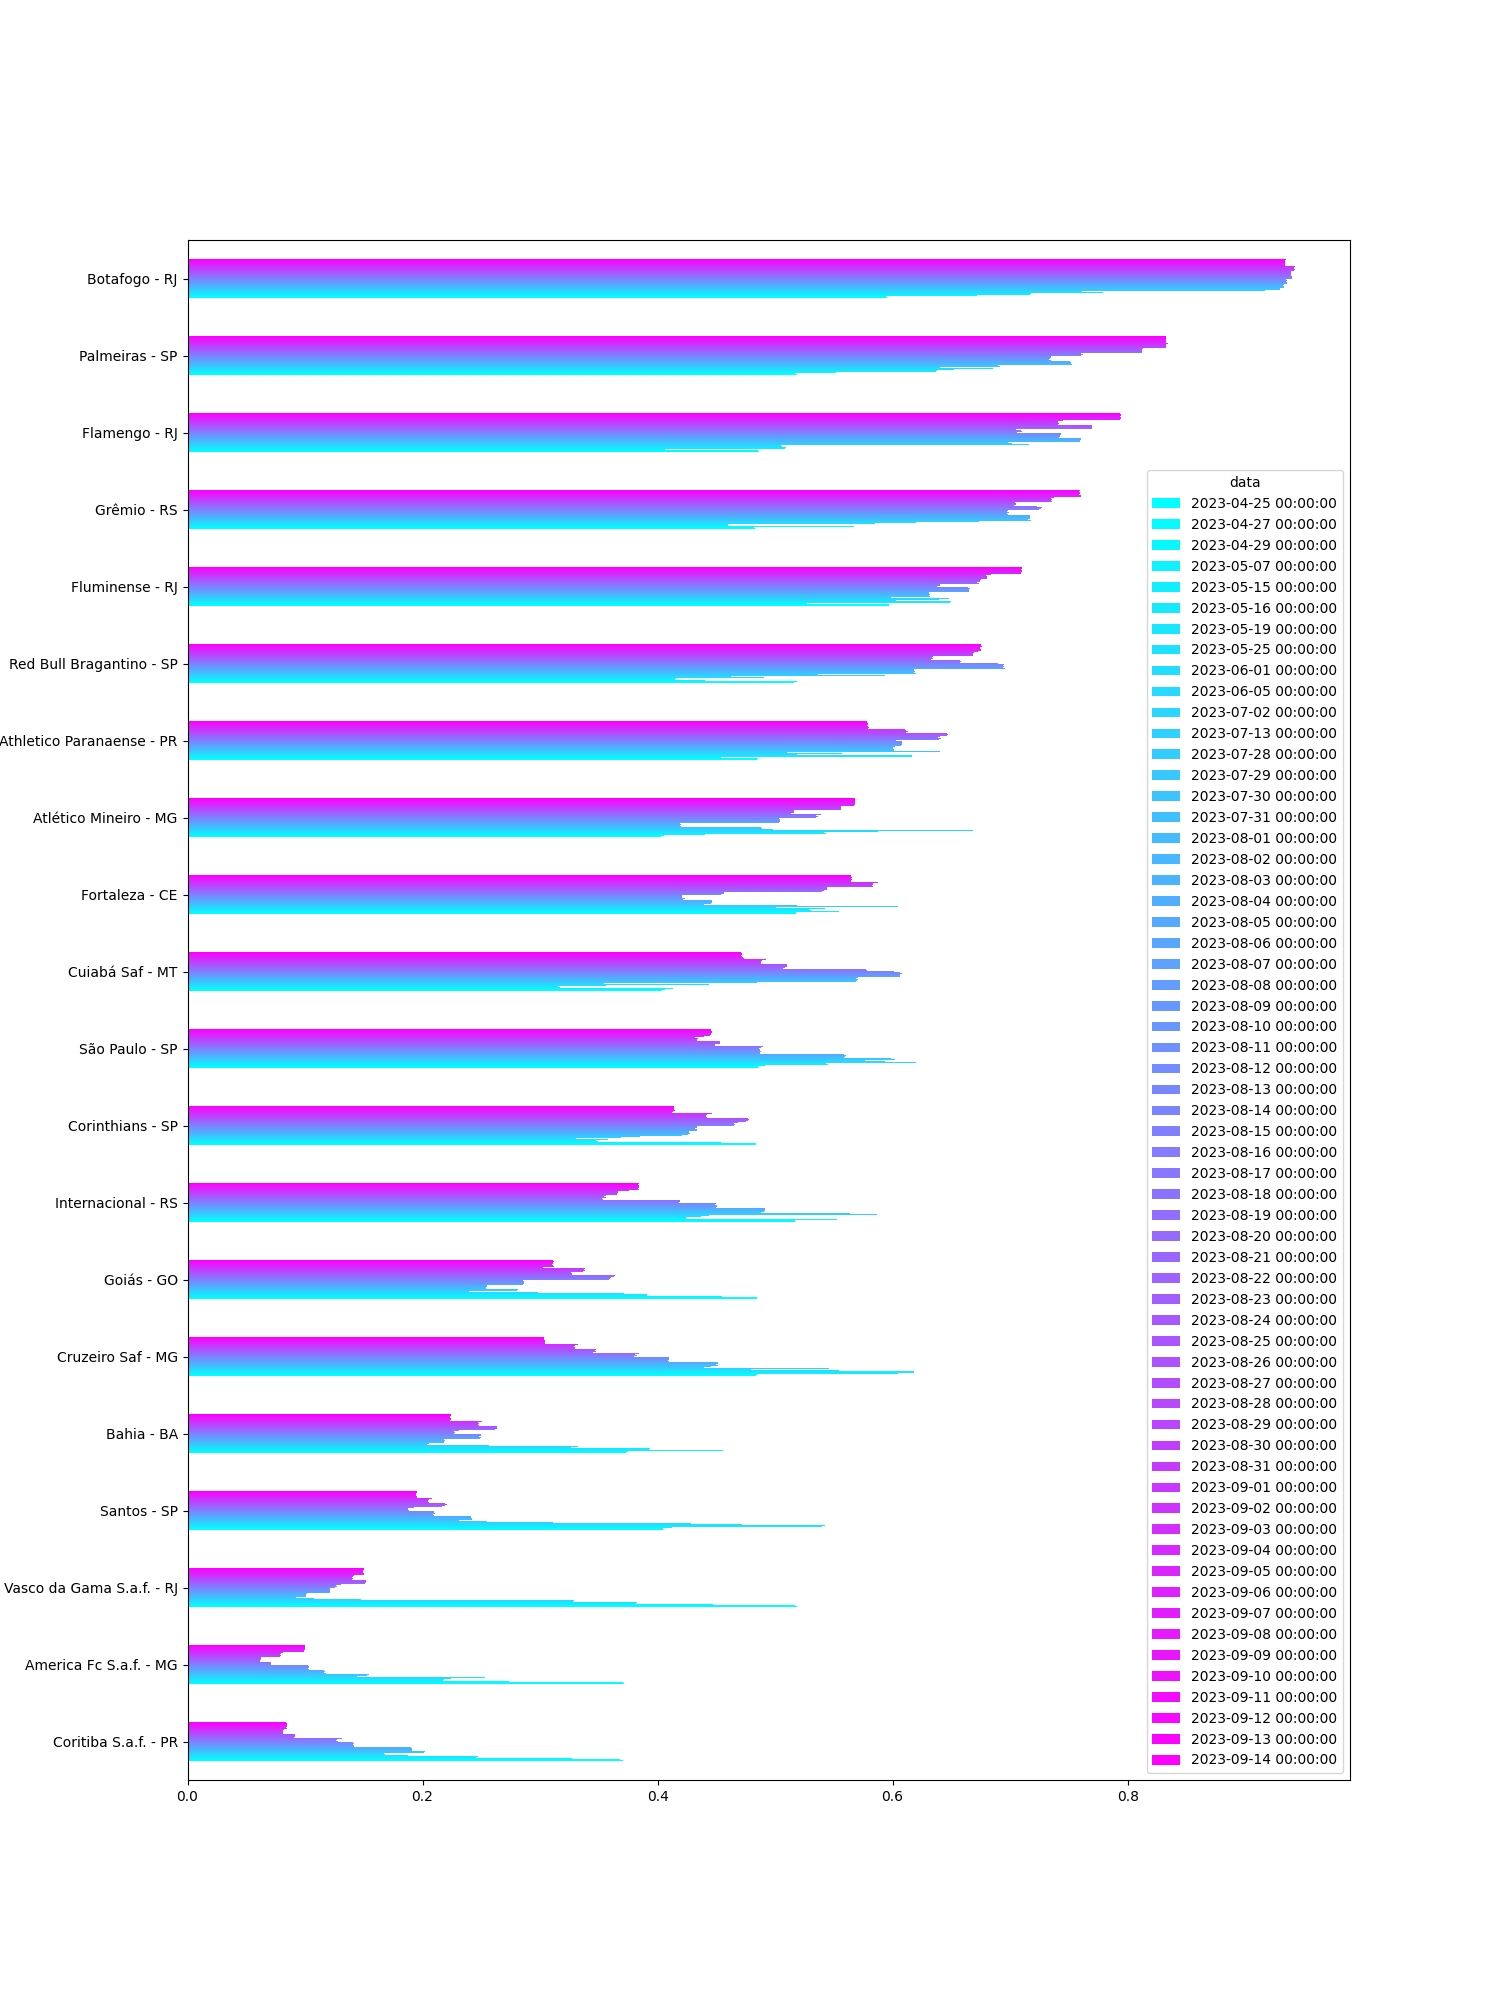 Botafogo - RJ
Palmeiras - SP
Flamengo - RJ
Grêmio - RS
Fluminense - RJ
Red Bull Bragantino - SP
Athletico Paranaense - PR
Atlético Mineiro - MG
Fortaleza - CE
Cuiabá Saf - MT
São Paulo - SP
Corinthians - SP
Internacional - RS
Goiás - GO
Cruzeiro Saf - MG
Bahia - BA
Santos - SP
Vasco da Gama S.a.f. - RJ
America Fc S.a.f. - MG
Coritiba S.a.f. - PR
0.0 0.2 0.4 0.6 0.8
data
2023-04-25 00:00:00
2023-04-27 00:00:00
2023-04-29 00:00:00
2023-05-07 00:00:00
2023-05-15 00:00:00
2023-05-16 00:00:00
2023-05-19 00:00:00
2023-05-25 00:00:00
2023-06-01 00:00:00
2023-06-05 00:00:00
2023-07-02 00:00:00
2023-07-13 00:00:00
2023-07-28 00:00:00
2023-07-29 00:00:00
2023-07-30 00:00:00
2023-07-31 00:00:00
2023-08-01 00:00:00
2023-08-02 00:00:00
2023-08-03 00:00:00
2023-08-04 00:00:00
2023-08-05 00:00:00
2023-08-06 00:00:00
2023-08-07 00:00:00
2023-08-08 00:00:00
2023-08-09 00:00:00
2023-08-10 00:00:00
2023-08-11 00:00:00
2023-08-12 00:00:00
2023-08-13 00:00:00
2023-08-14 00:00:00
2023-08-15 00:00:00
2023-08-16 00:00:00
2023-08-17 00:00:00
2023-08-18 00:00:00
2023-08-19 00:00:00
2023-08-20 00:00:00
2023-08-21 00:00:00
2023-08-22 00:00:00
2023-08-23 00:00:00
2023-08-24 00:00:00
2023-08-25 00:00:00
2023-08-26 00:00:00
2023-08-27 00:00:00
2023-08-28 00:00:00
2023-08-29 00:00:00
2023-08-30 00:00:00
2023-08-31 00:00:00
2023-09-01 00:00:00
2023-09-02 00:00:00
2023-09-03 00:00:00
2023-09-04 00:00:00
2023-09-05 00:00:00
2023-09-06 00:00:00
2023-09-07 00:00:00
2023-09-08 00:00:00
2023-09-09 00:00:00
2023-09-10 00:00:00
2023-09-11 00:00:00
2023-09-12 00:00:00
2023-09-13 00:00:00
2023-09-14 00:00:00